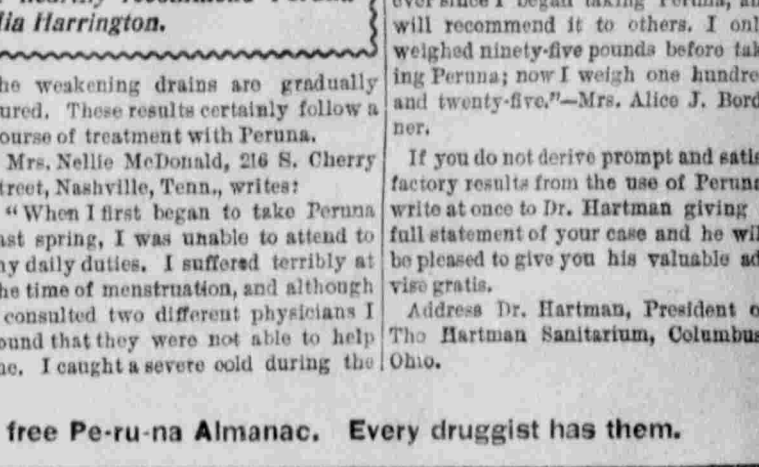 lia Harrington.
he weakening drains are gradually
ured. These results certainly follow a
ourse of treatment with Peruna.
Mrs. Nellie McDonald, 216 S. Cherry
treet, Nashville, Tenn., writes:
"When I first began to take Peruna
ast spring, I was unable to attend to
ny daily duties. I suffered terribly at
he time of menstruation, and although
consulted two different physicians I
ound that they were not able to help
ne. I caught a severe cold during the
ever since I began taking Peruna, an
will recommend it to others. I onl
weighed ninety-five pounds before tak
ing Peruna; now I weigh one hundre
and twenty-five."—Mrs. Alice J. Bord
ner.
If you do not derive prompt and satis
factory results from the use of Peruna
write at once to Dr. Hartman giving
full statement of your case and he wil
be pleased to give you his valuable ad
vise gratis.
Address Dr. Hartman, President o
The Hartman Sanitarium, Columbus
Ohio.
free Pe-ru-na Almanac. Every druggist has them.